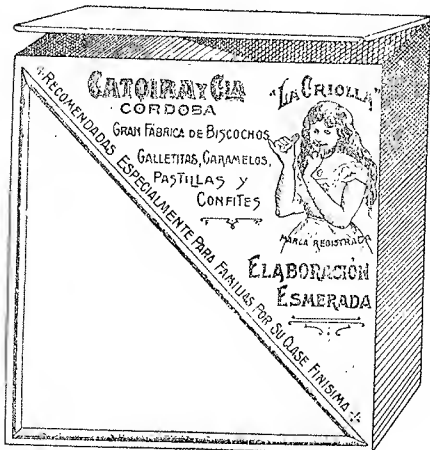 CATOIRA Y CIA
CORDOBA
GRAN FÁBRICA DE BISCOCHOS
GALLETITAS, CARAMELOS,
PASTILLAS Y
CONFITES
"LA CRIOLLA"
MARCA REGISTRADA
ELABORACIÓN
ESMERADA
RECOMENDADAS ESPECIALMENTE PARA FAMILIAS POR SU CLASE FINISIMA